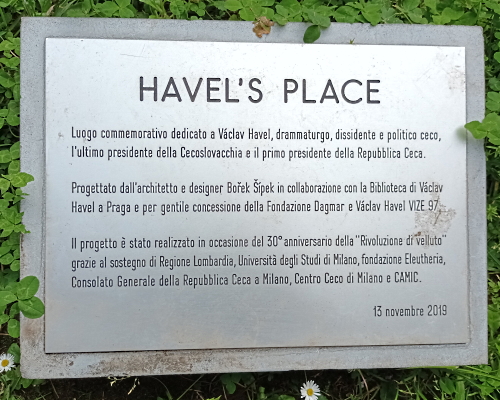 HAVEL'S PLACE
Luogo commemorativo dedicato a Václav Havel, drammaturgo, dissidente e politico ceco,
l'ultimo presidente della Cecoslovacchia e il primo presidente della Repubblica Ceca.
Progettato dall'architetto e designer Bořek Šípek in collaborazione con la Biblioteca di Václav
Havel a Praga e per gentile concessione della Fondazione Dagmar e Václav Havel VIZE 97.
Il progetto è stato realizzato in occasione del 30° anniversario della "Rivoluzione di velluto"
grazie al sostegno di Regione Lombardia, Università degli Studi di Milano, fondazione Eleutheria,
Consolato Generale della Repubblica Ceca a Milano, Centro Ceco di Milano e CAMIC.
13 novembre 2019